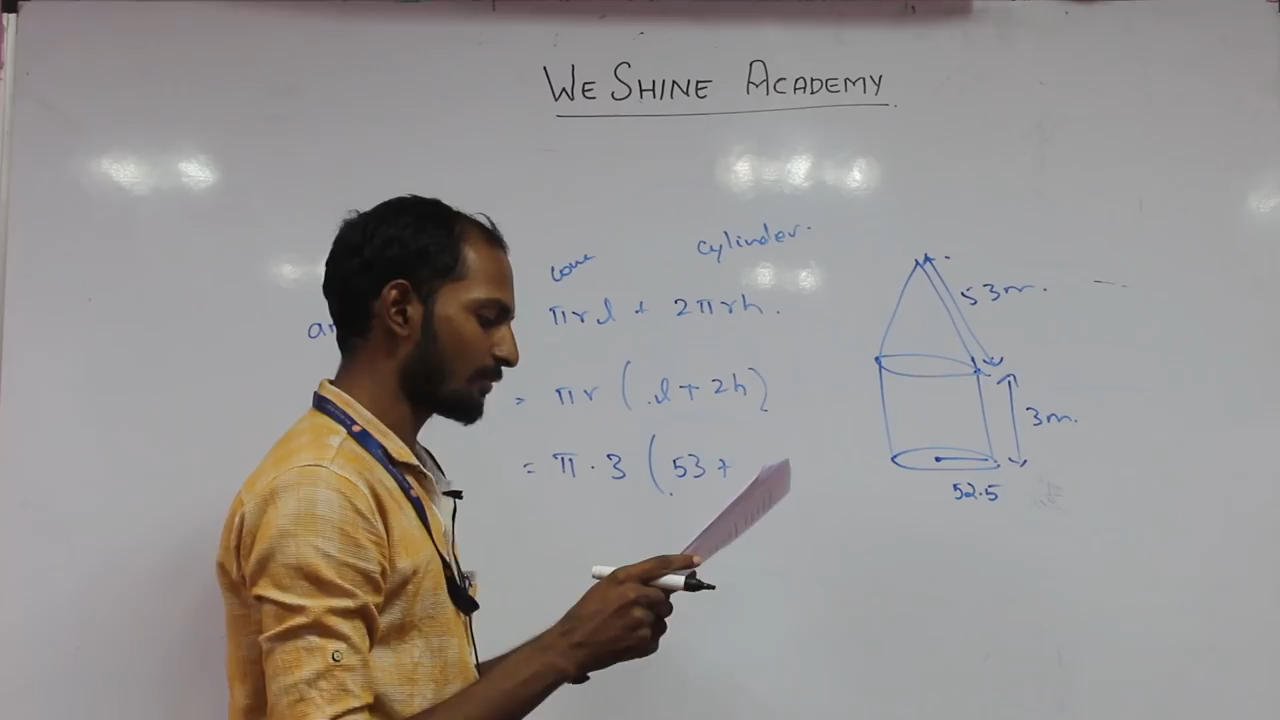 WE SHINE ACADEMY
cone cylinder.
πrl + 2πrh.
= πr (l+2h)
= π.3 (53+
53m.
3m.
52.5